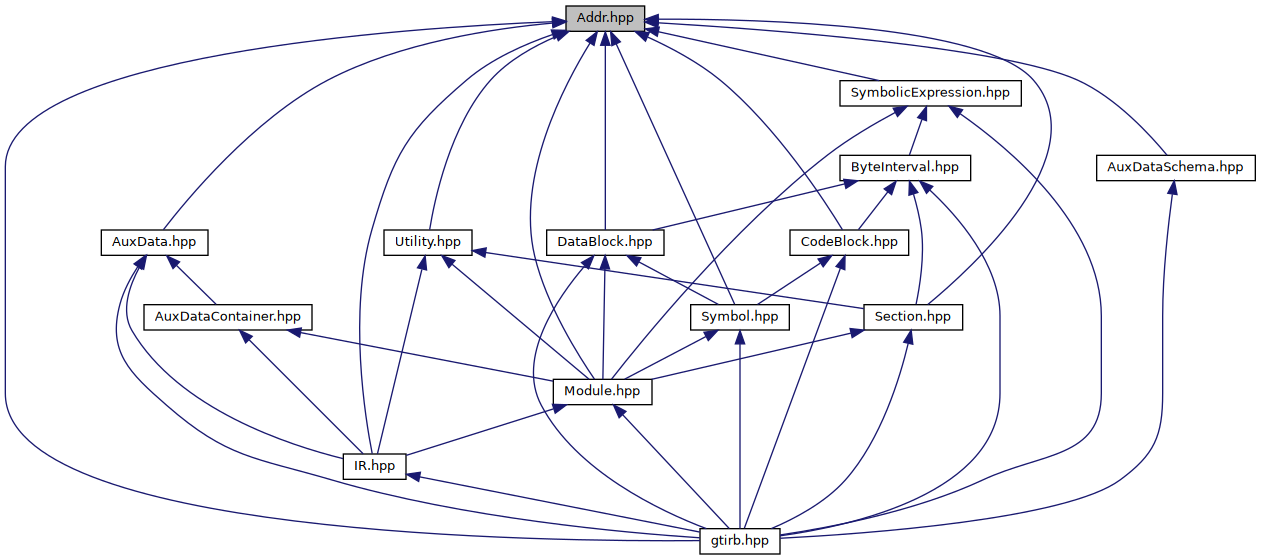 Addr.hpp
SymbolicExpression.hpp
ByteInterval.hpp
AuxDataSchema.hpp
AuxData.hpp
Utility.hpp
DataBlock.hpp
CodeBlock.hpp
AuxDataContainer.hpp
Symbol.hpp
Section.hpp
Module.hpp
IR.hpp
gtirb.hpp